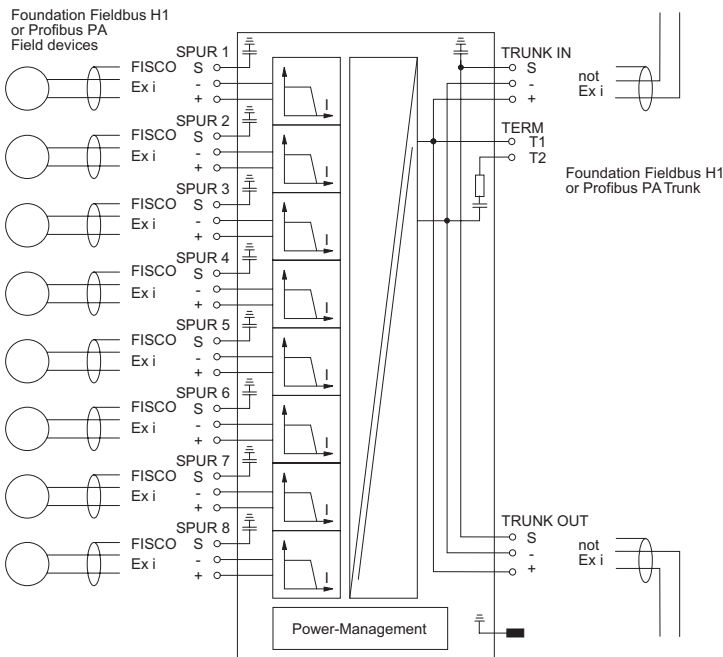 Foundation Fieldbus H1
or Profibus PA
Field devices
SPUR 1
FISCO S
Ex i -
+
I
SPUR 2
FISCO S
Ex i -
+
I
SPUR 3
FISCO S
Ex i -
+
I
SPUR 4
FISCO S
Ex i -
+
I
SPUR 5
FISCO S
Ex i -
+
I
SPUR 6
FISCO S
Ex i -
+
I
SPUR 7
FISCO S
Ex i -
+
I
SPUR 8
FISCO S
Ex i -
+
I
Power-Management
TRUNK IN
S
-
+
not
Ex i
TERM
T1
T2
Foundation Fieldbus H1
or Profibus PA Trunk
TRUNK OUT
S
-
+
not
Ex i